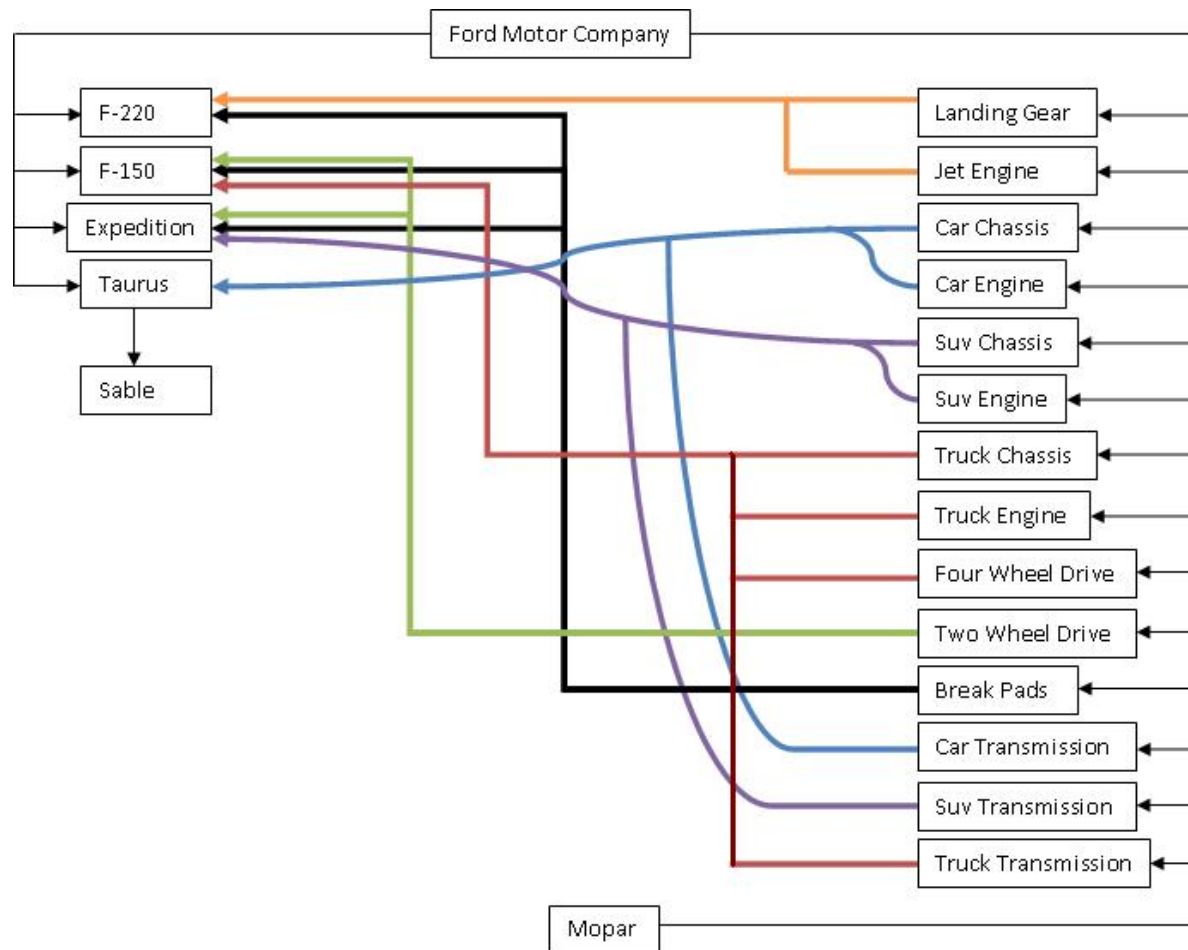 Ford Motor Company
F-220
F-150
Expedition
Taurus
Sable
Landing Gear
Jet Engine
Car Chassis
Car Engine
Suv Chassis
Suv Engine
Truck Chassis
Truck Engine
Four Wheel Drive
Two Wheel Drive
Break Pads
Car Transmission
Suv Transmission
Truck Transmission
Mopar